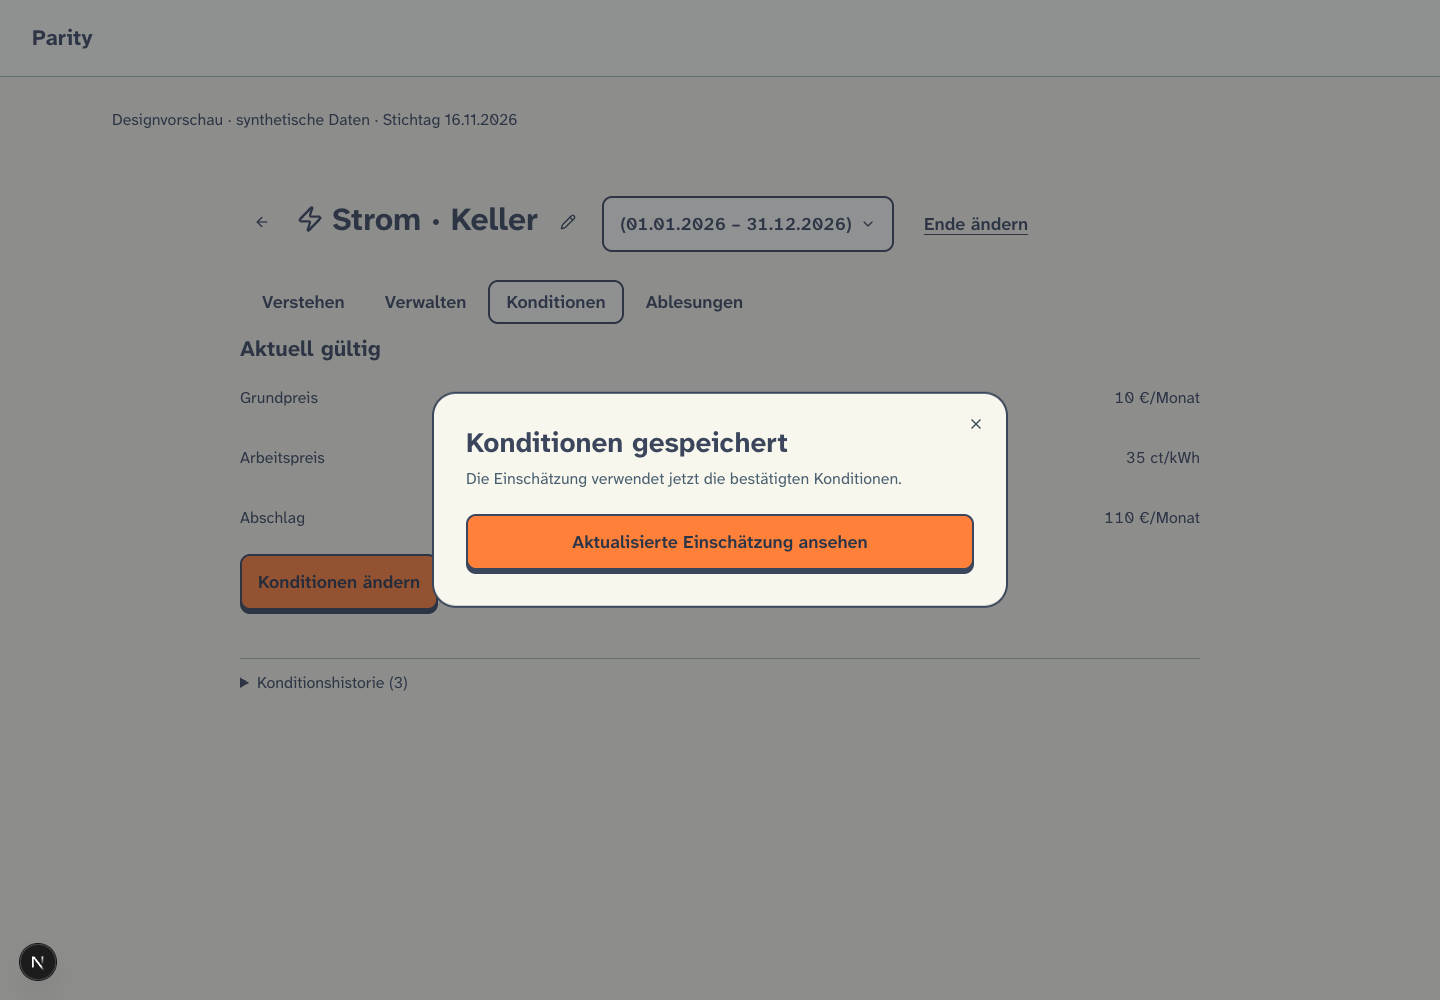 Parity
Designvorschau · synthetische Daten · Stichtag 16.11.2026
Strom · Keller
(01.01.2026 – 31.12.2026)
Ende ändern
Verstehen
Verwalten
Konditionen
Ablesungen
Aktuell gültig
Grundpreis
10 €/Monat
Arbeitspreis
35 ct/kWh
Abschlag
110 €/Monat
Konditionen ändern
Konditionen gespeichert
Die Einschätzung verwendet jetzt die bestätigten Konditionen.
Aktualisierte Einschätzung ansehen
Konditionshistorie (3)
N